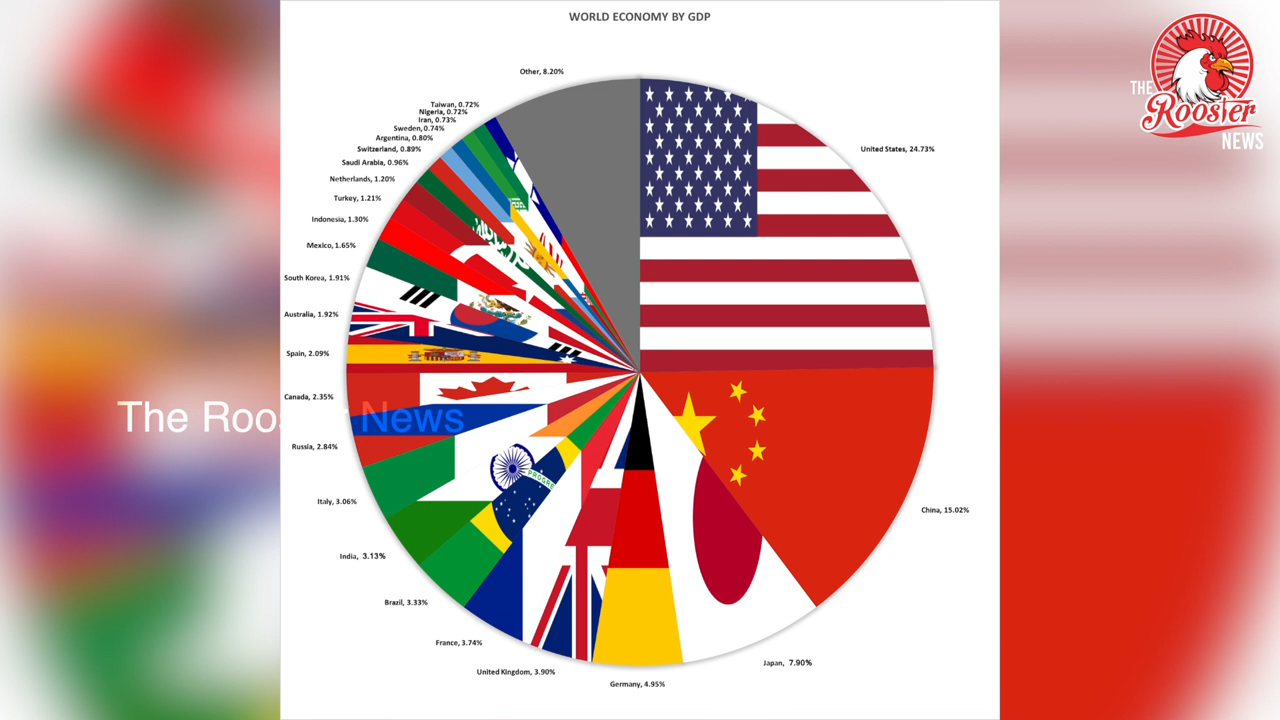 WORLD ECONOMY BY GDP
THE
Rooster
NEWS
Other, 8.20%
Taiwan, 0.72%
Nigeria, 0.72%
Iran, 0.73%
Sweden, 0.74%
Argentina, 0.80%
Switzerland, 0.89%
Saudi Arabia, 0.96%
Netherlands, 1.20%
Turkey, 1.21%
Indonesia, 1.30%
Mexico, 1.65%
South Korea, 1.91%
Australia, 1.92%
Spain, 2.09%
Canada, 2.35%
Russia, 2.84%
Italy, 3.06%
India, 3.13%
Brazil, 3.33%
France, 3.74%
United Kingdom, 3.90%
Germany, 4.95%
Japan, 7.90%
China, 15.02%
United States, 24.73%
The Rooster News
PROGRE